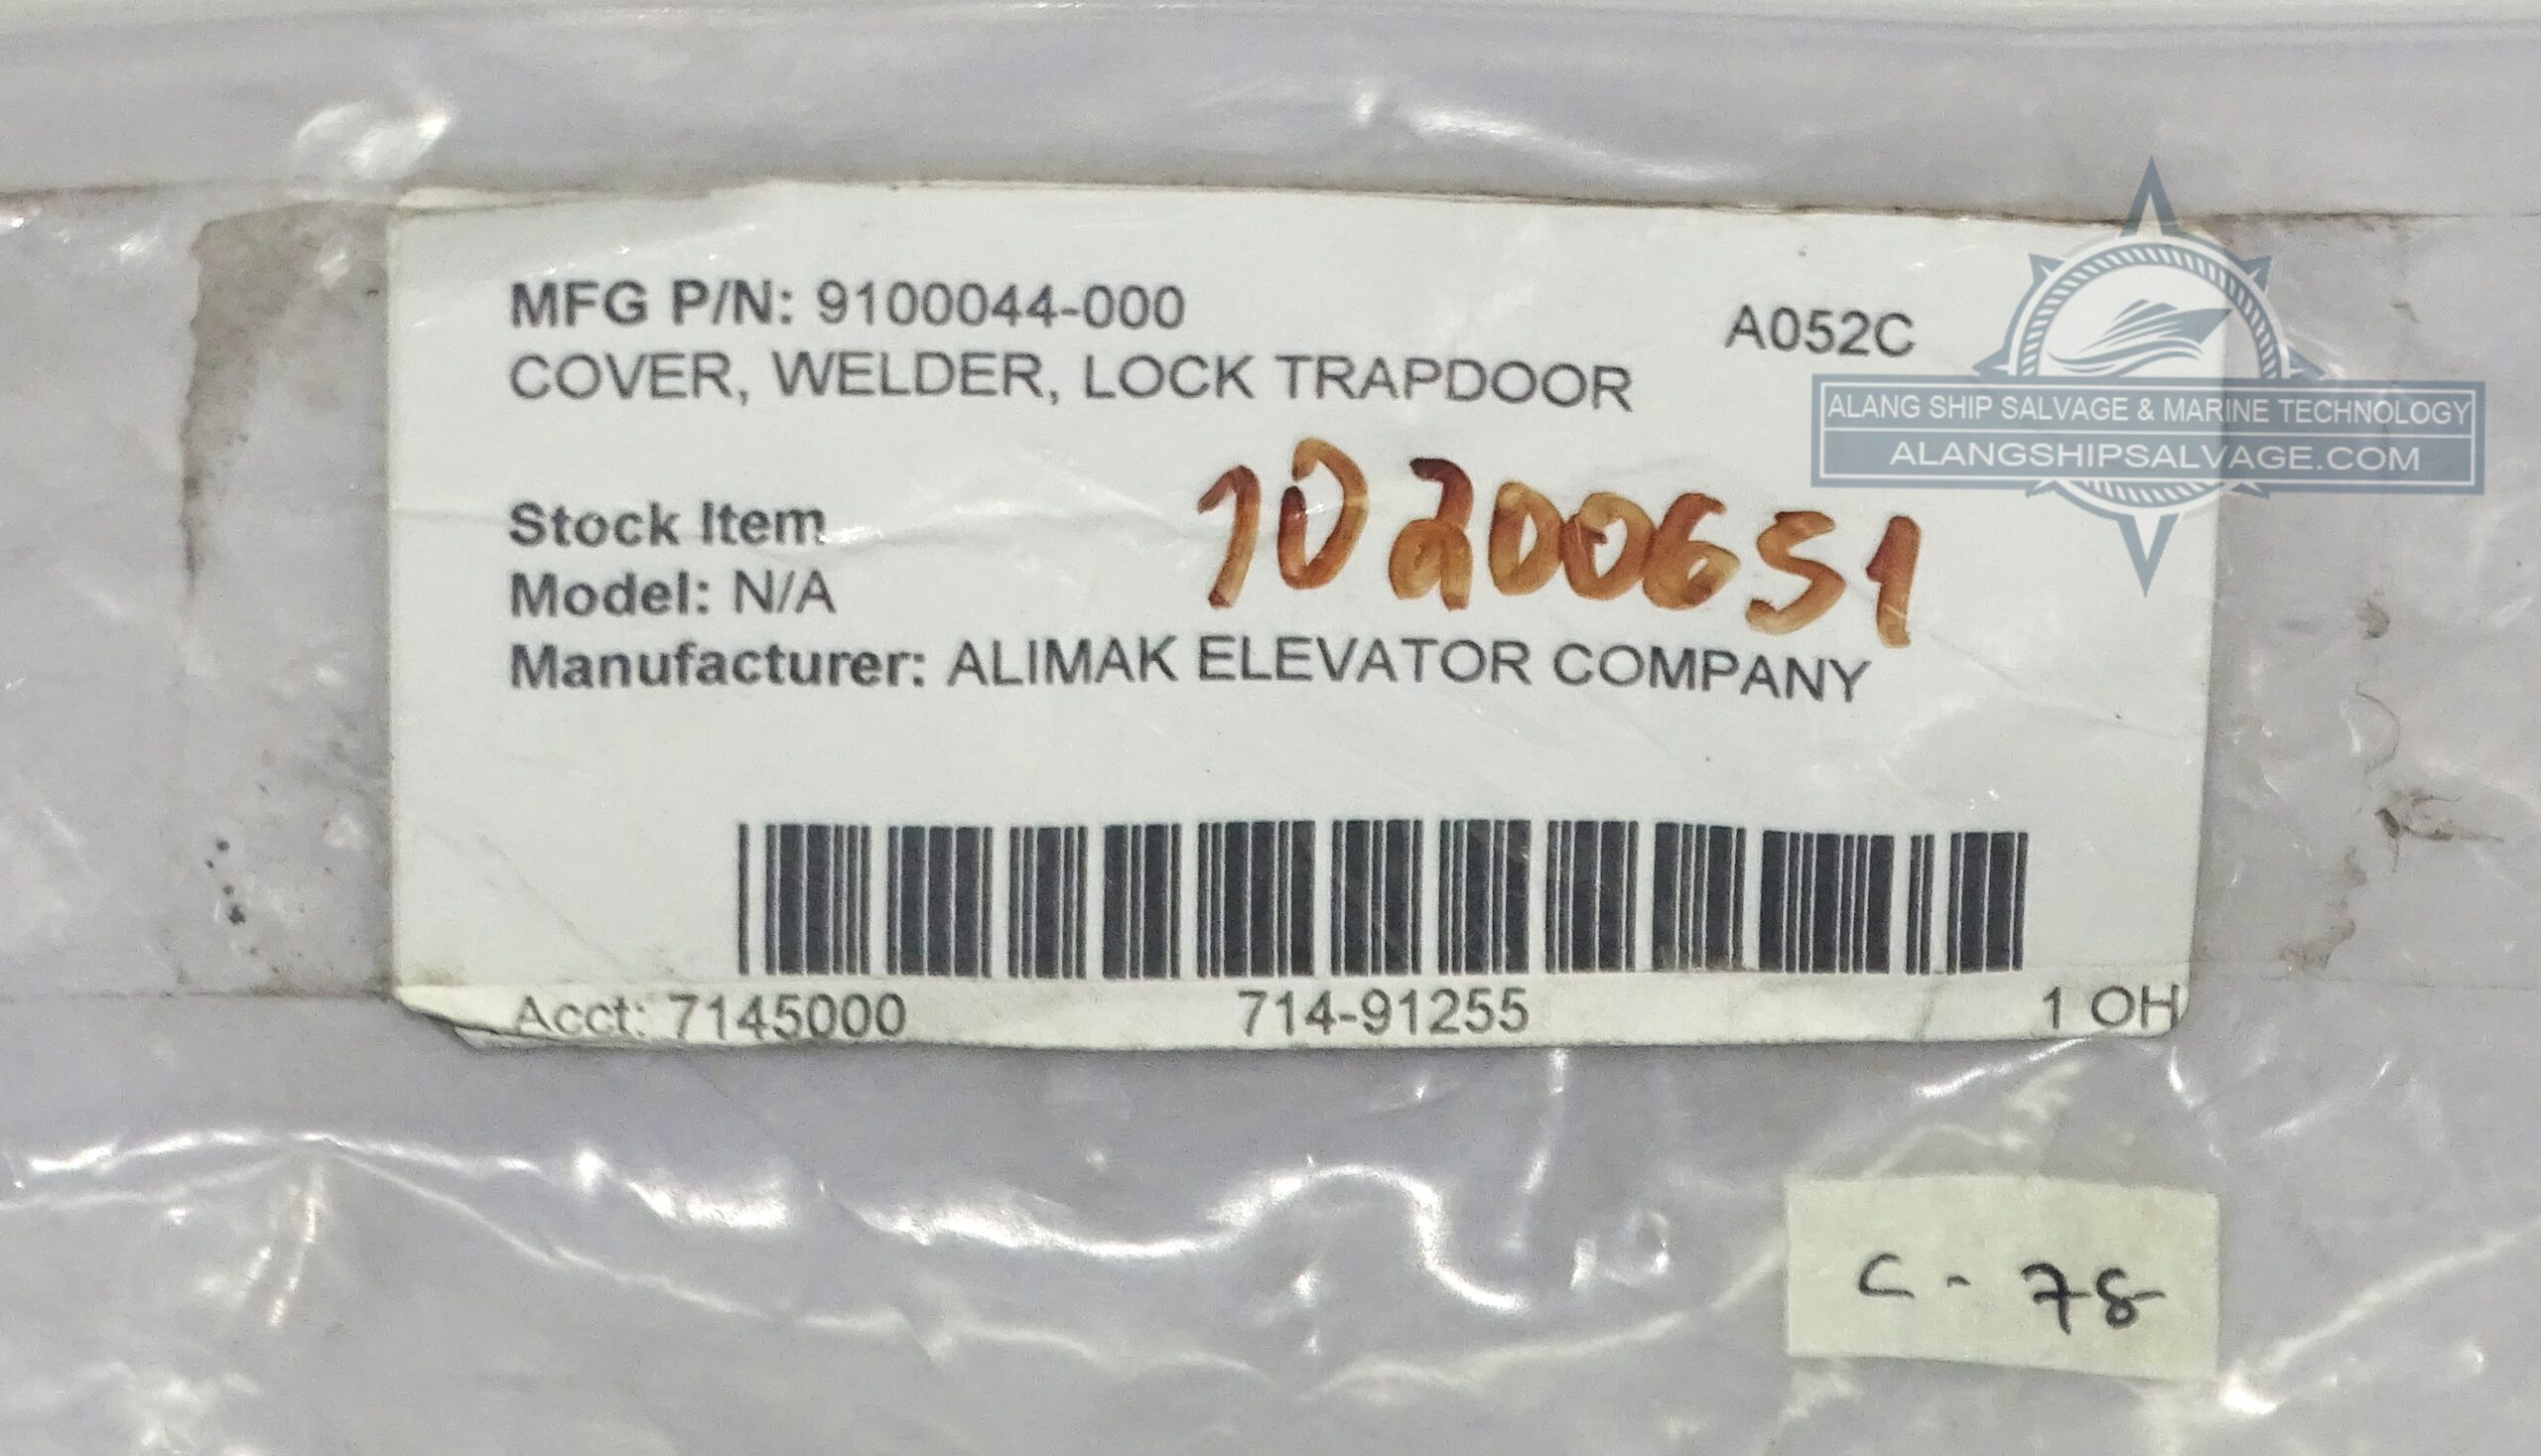 MFG P/N: 9100044-000
A052C
COVER, WELDER, LOCK TRAPDOOR
ALANG SHIP SALVAGE & MARINE TECHNOLOGY
ALANGSHIPSALVAGE.COM
10200651
Stock Item
Model: N/A
Manufacturer: ALIMAK ELEVATOR COMPANY
Acct: 7145000 714-91255 1 OH
C - 78